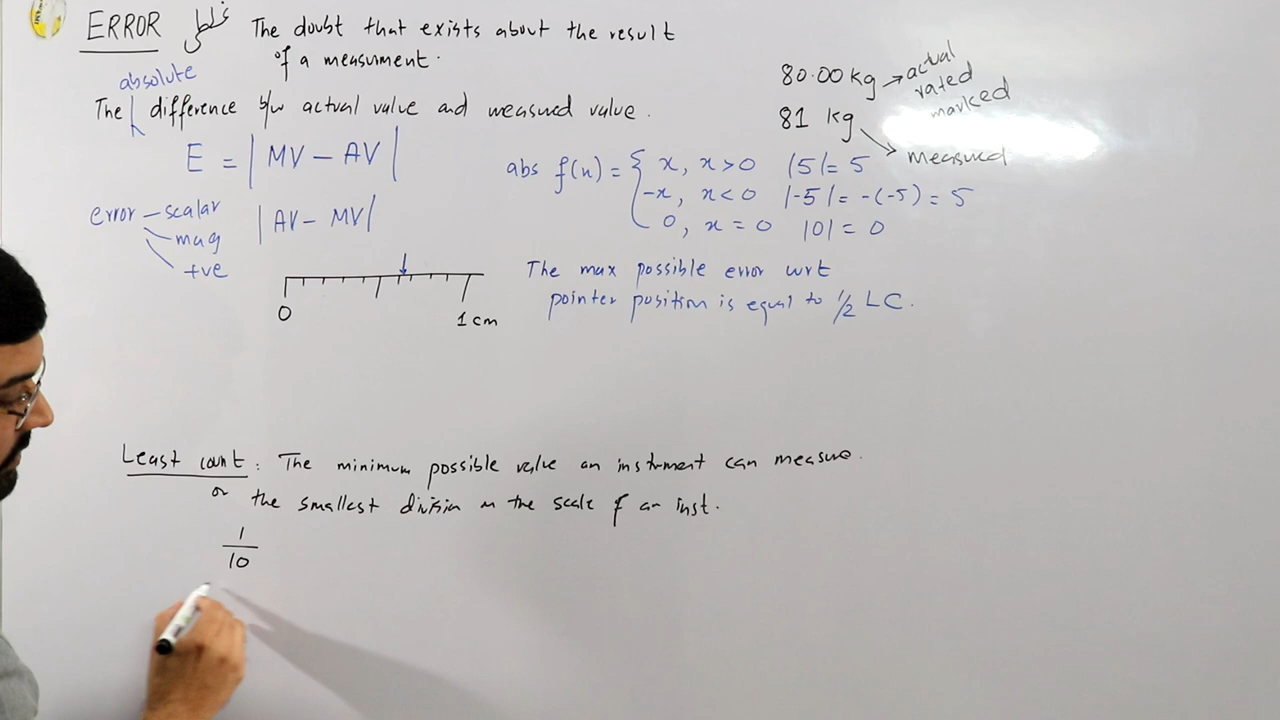 ERROR غلطی The doubt that exists about the result
of a measurment.
absolute
The difference b/w actual value and measured value.
E = | MV - AV |
error - scalar
mag
+ve
| AV - MV |
80.00 kg → actual
rated
marked
81 kg
measured
abs f(x) = { x, x > 0 |5| = 5
-x, x < 0 |-5| = -(-5) = 5
0, x = 0 |0| = 0
0 1 cm
The max possible error wrt
pointer position is equal to 1/2 LC.
Least count : The minimum possible value an instrment can measure.
or the smallest division on the scale of an inst.
1
10